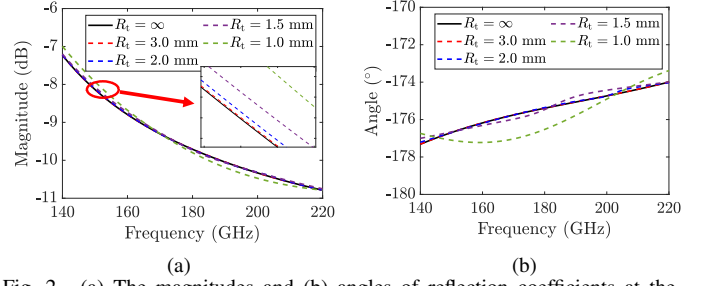 -6
-7
-8
-9
-10
-11
Magnitude (dB)
R_t = ∞
R_t = 3.0 mm
R_t = 2.0 mm
R_t = 1.5 mm
R_t = 1.0 mm
140 160 180 200 220
Frequency (GHz)
(a)
-170
-172
-174
-176
-178
-180
Angle (°)
R_t = ∞
R_t = 3.0 mm
R_t = 2.0 mm
R_t = 1.5 mm
R_t = 1.0 mm
140 160 180 200 220
Frequency (GHz)
(b)
Fig. 2. (a) The magnitudes and (b) angles of reflection coefficients at the